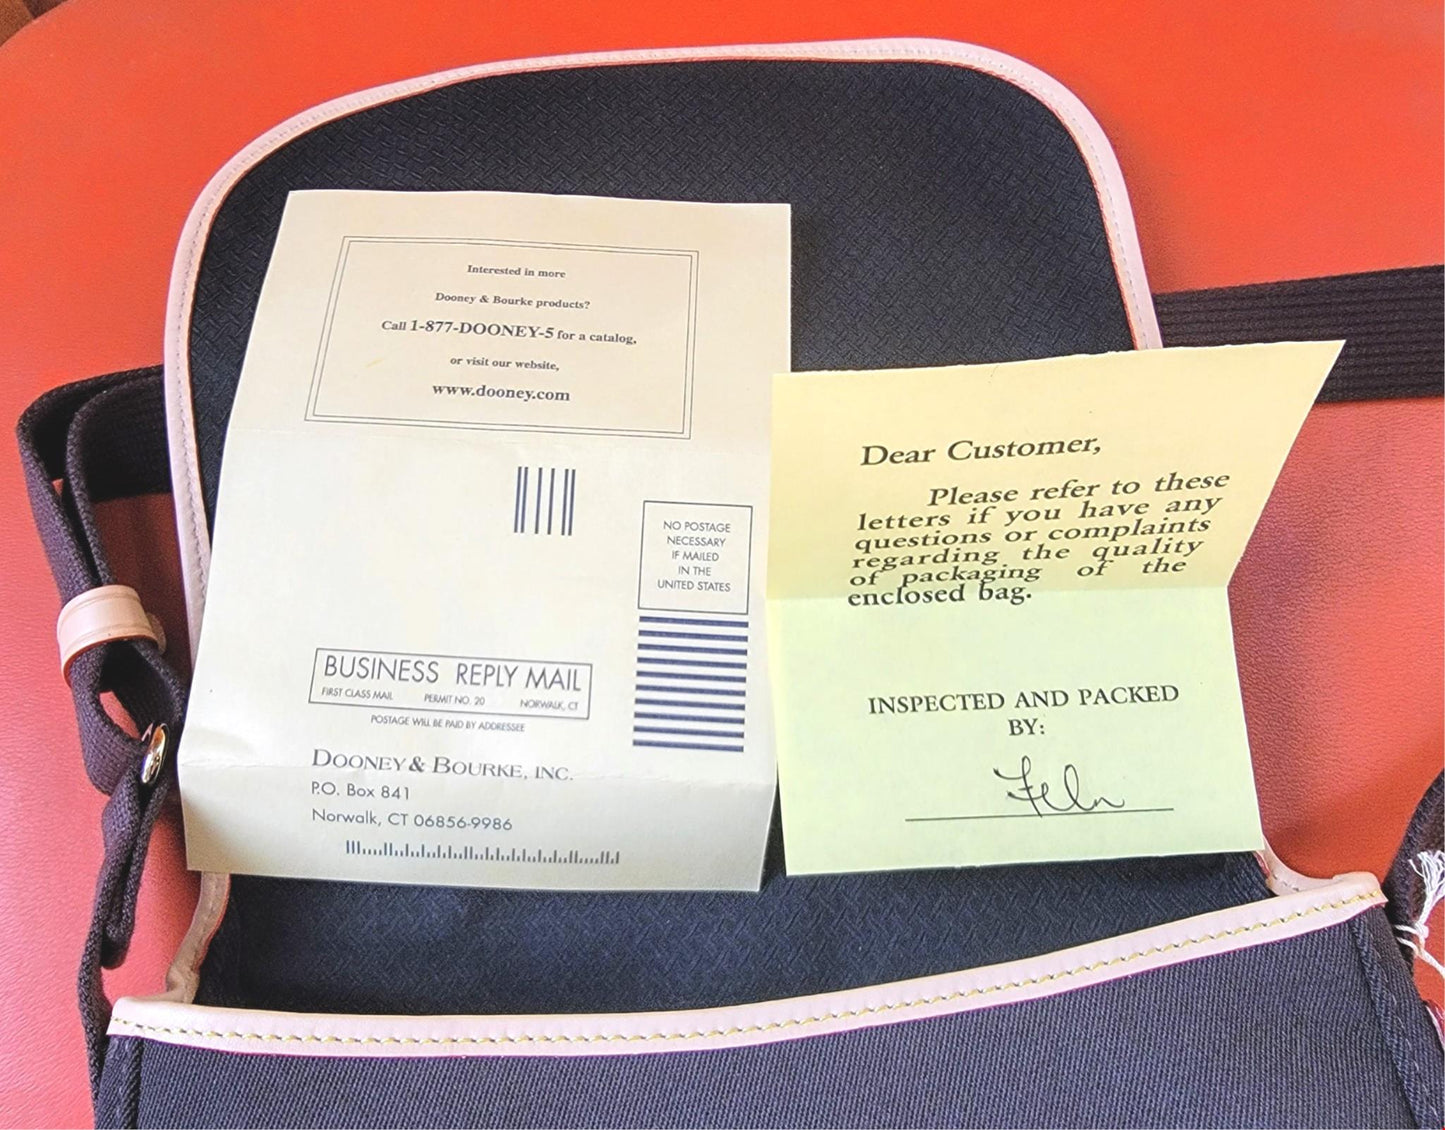 Interested in more
Dooney & Bourke products?
Call 1-877-DOONEY-5 for a catalog,
or visit our website,
www.dooney.com
NO POSTAGE
NECESSARY
IF MAILED
IN THE
UNITED STATES
BUSINESS REPLY MAIL
FIRST CLASS MAIL PERMIT NO. 20 NORWALK, CT
POSTAGE WILL BE PAID BY ADDRESSEE
DOONEY & BOURKE, INC.
P.O. Box 841
Norwalk, CT 06856-9986
Dear Customer,
Please refer to these
letters if you have any
questions or complaints
regarding the quality
of packaging of the
enclosed bag.
INSPECTED AND PACKED
BY: